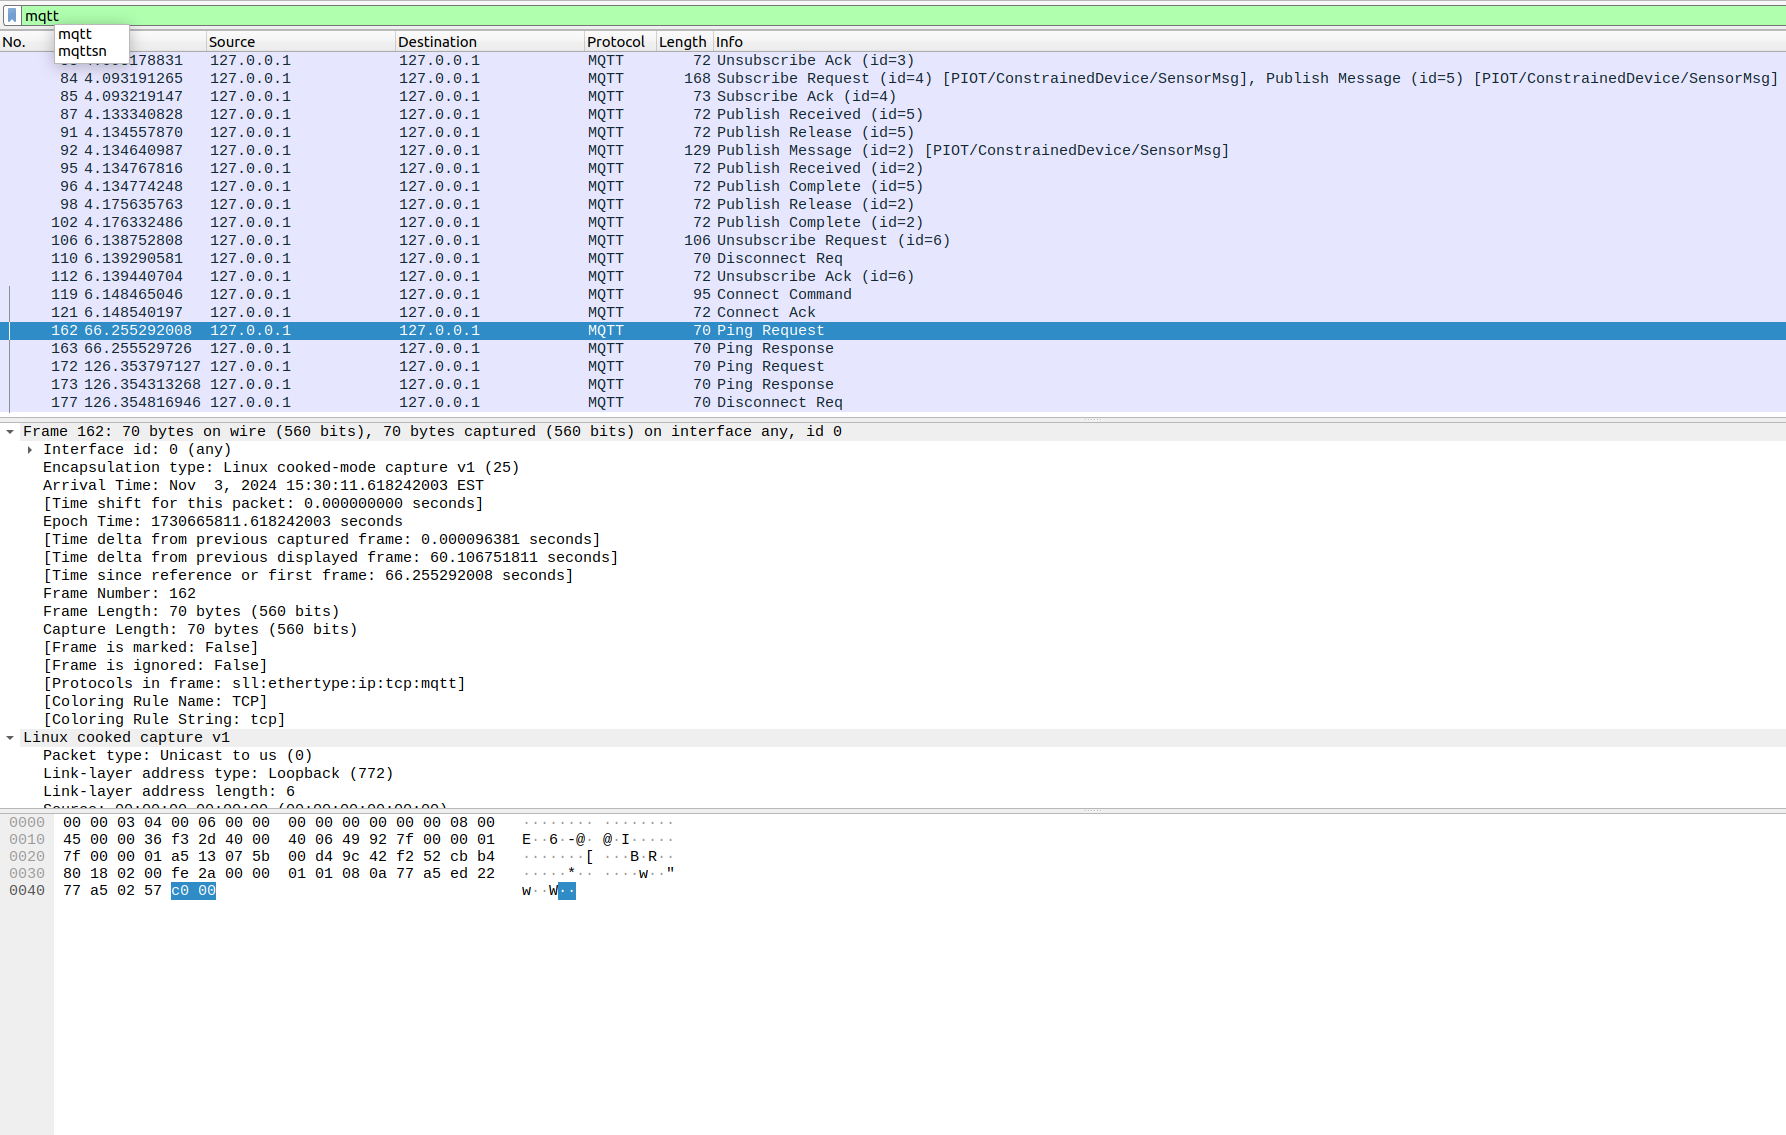 mqtt
mqtt
mqttsn
No. Source Destination Protocol Length Info
178831 127.0.0.1 127.0.0.1 MQTT 72 Unsubscribe Ack (id=3)
84 4.093191265 127.0.0.1 127.0.0.1 MQTT 168 Subscribe Request (id=4) [PIOT/ConstrainedDevice/SensorMsg], Publish Message (id=5) [PIOT/ConstrainedDevice/SensorMsg]
85 4.093219147 127.0.0.1 127.0.0.1 MQTT 73 Subscribe Ack (id=4)
87 4.133340828 127.0.0.1 127.0.0.1 MQTT 72 Publish Received (id=5)
91 4.134557870 127.0.0.1 127.0.0.1 MQTT 72 Publish Release (id=5)
92 4.134640987 127.0.0.1 127.0.0.1 MQTT 129 Publish Message (id=2) [PIOT/ConstrainedDevice/SensorMsg]
95 4.134767816 127.0.0.1 127.0.0.1 MQTT 72 Publish Received (id=2)
96 4.134774248 127.0.0.1 127.0.0.1 MQTT 72 Publish Complete (id=5)
98 4.175635763 127.0.0.1 127.0.0.1 MQTT 72 Publish Release (id=2)
102 4.176332486 127.0.0.1 127.0.0.1 MQTT 72 Publish Complete (id=2)
106 6.138752808 127.0.0.1 127.0.0.1 MQTT 106 Unsubscribe Request (id=6)
110 6.139290581 127.0.0.1 127.0.0.1 MQTT 70 Disconnect Req
112 6.139440704 127.0.0.1 127.0.0.1 MQTT 72 Unsubscribe Ack (id=6)
119 6.148465046 127.0.0.1 127.0.0.1 MQTT 95 Connect Command
121 6.148540197 127.0.0.1 127.0.0.1 MQTT 72 Connect Ack
162 66.255292008 127.0.0.1 127.0.0.1 MQTT 70 Ping Request
163 66.255529726 127.0.0.1 127.0.0.1 MQTT 70 Ping Response
172 126.353797127 127.0.0.1 127.0.0.1 MQTT 70 Ping Request
173 126.354313268 127.0.0.1 127.0.0.1 MQTT 70 Ping Response
177 126.354816946 127.0.0.1 127.0.0.1 MQTT 70 Disconnect Req
Frame 162: 70 bytes on wire (560 bits), 70 bytes captured (560 bits) on interface any, id 0
Interface id: 0 (any)
Encapsulation type: Linux cooked-mode capture v1 (25)
Arrival Time: Nov  3, 2024 15:30:11.618242003 EST
[Time shift for this packet: 0.000000000 seconds]
Epoch Time: 1730665811.618242003 seconds
[Time delta from previous captured frame: 0.000096381 seconds]
[Time delta from previous displayed frame: 60.106751811 seconds]
[Time since reference or first frame: 66.255292008 seconds]
Frame Number: 162
Frame Length: 70 bytes (560 bits)
Capture Length: 70 bytes (560 bits)
[Frame is marked: False]
[Frame is ignored: False]
[Protocols in frame: sll:ethertype:ip:tcp:mqtt]
[Coloring Rule Name: TCP]
[Coloring Rule String: tcp]
Linux cooked capture v1
Packet type: Unicast to us (0)
Link-layer address type: Loopback (772)
Link-layer address length: 6
Source: 00:00:00_00:00:00 (00:00:00:00:00:00)
0000 00 00 03 04 00 06 00 00 00 00 00 00 00 00 08 00 ········ ········
0010 45 00 00 36 f3 2d 40 00 40 06 49 92 7f 00 00 01 E··6·-@· @·I·····
0020 7f 00 00 01 a5 13 07 5b 00 d4 9c 42 f2 52 cb b4 ·······[ ···B·R··
0030 80 18 02 00 fe 2a 00 00 01 01 08 0a 77 a5 ed 22 ·····*·· ····w··"
0040 77 a5 02 57 c0 00 w··W··